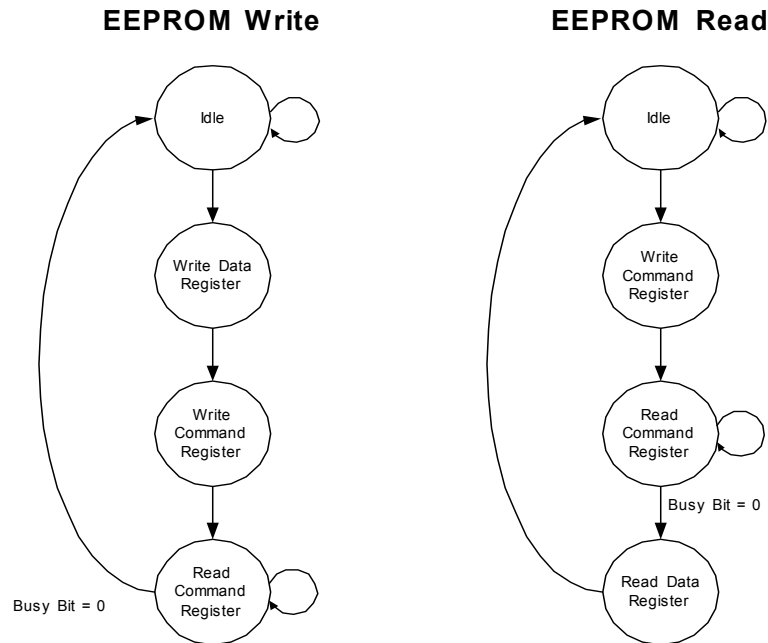 EEPROM Write
Idle
Write Data
Register
Write
Command
Register
Read
Command
Register
Busy Bit = 0
EEPROM Read
Idle
Write
Command
Register
Read
Command
Register
Busy Bit = 0
Read Data
Register